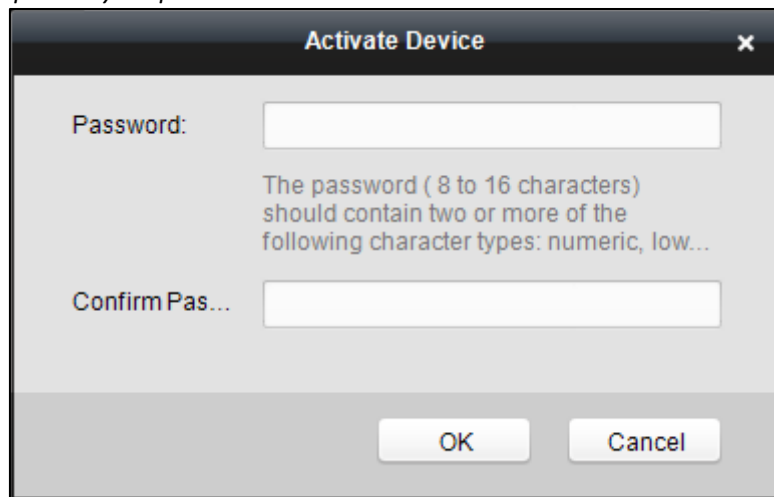 Activate Device
Password:
The password ( 8 to 16 characters)
should contain two or more of the
following character types: numeric, low...
Confirm Pas...
OK Cancel